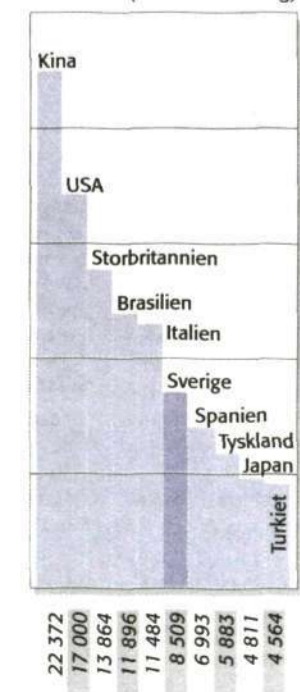 Kina
USA
Storbritannien
Brasilien
Italien
Sverige
Spanien
Tyskland
Japan
Turkiet
22 372
17 000
13 864
11 896
11 484
8 509
6 993
5 883
4 811
4 564